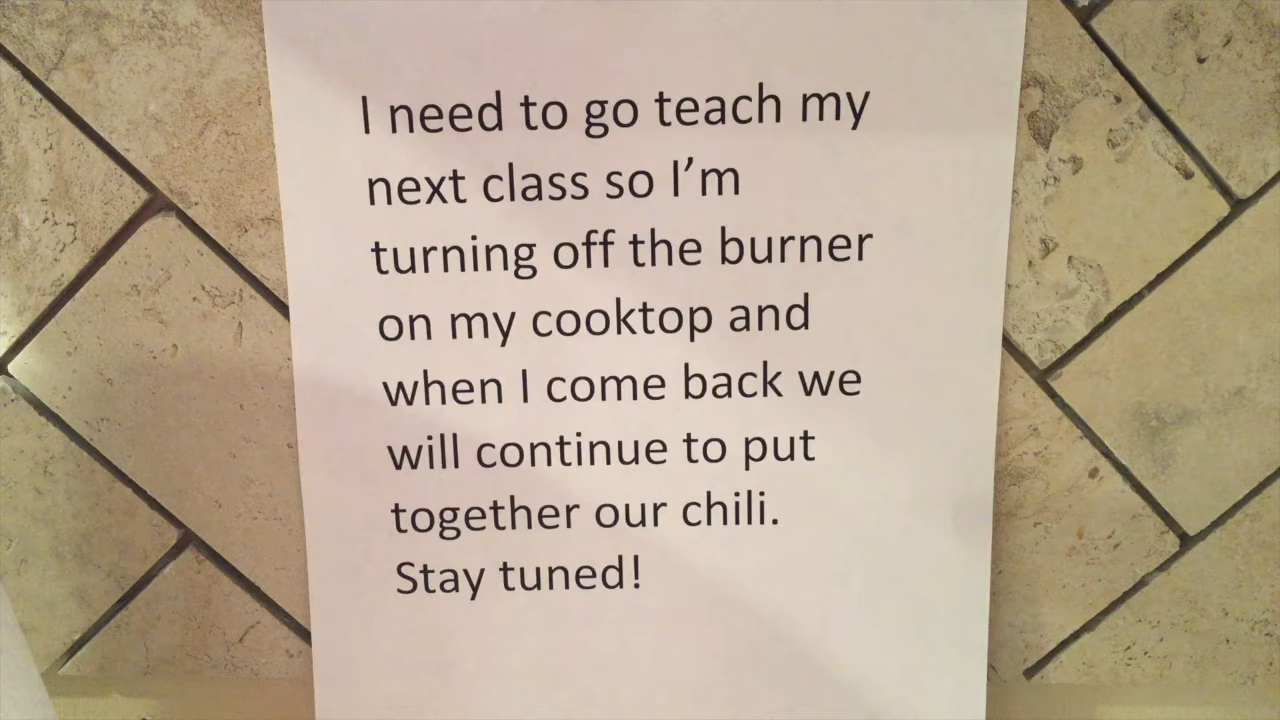 I need to go teach my
next class so I’m
turning off the burner
on my cooktop and
when I come back we
will continue to put
together our chili.
Stay tuned!